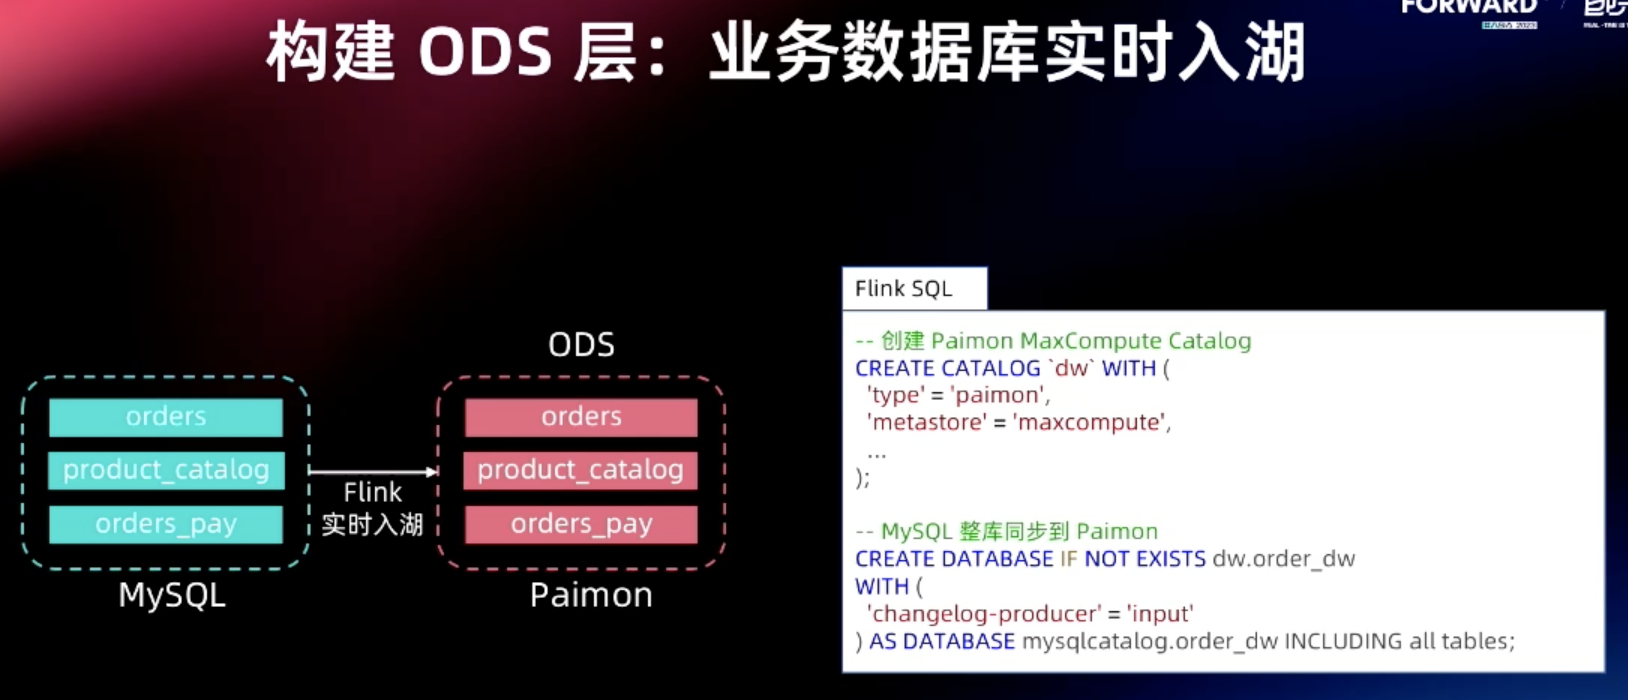 FORWARD
构建 ODS 层：业务数据库实时入湖
Flink SQL
-- 创建 Paimon MaxCompute Catalog
CREATE CATALOG `dw` WITH (
'type' = 'paimon',
'metastore' = 'maxcompute',
...
);
-- MySQL 整库同步到 Paimon
CREATE DATABASE IF NOT EXISTS dw.order_dw
WITH (
'changelog-producer' = 'input'
) AS DATABASE mysqlcatalog.order_dw INCLUDING all tables;
ODS
orders
product_catalog
orders_pay
MySQL
Flink
实时入湖
orders
product_catalog
orders_pay
Paimon